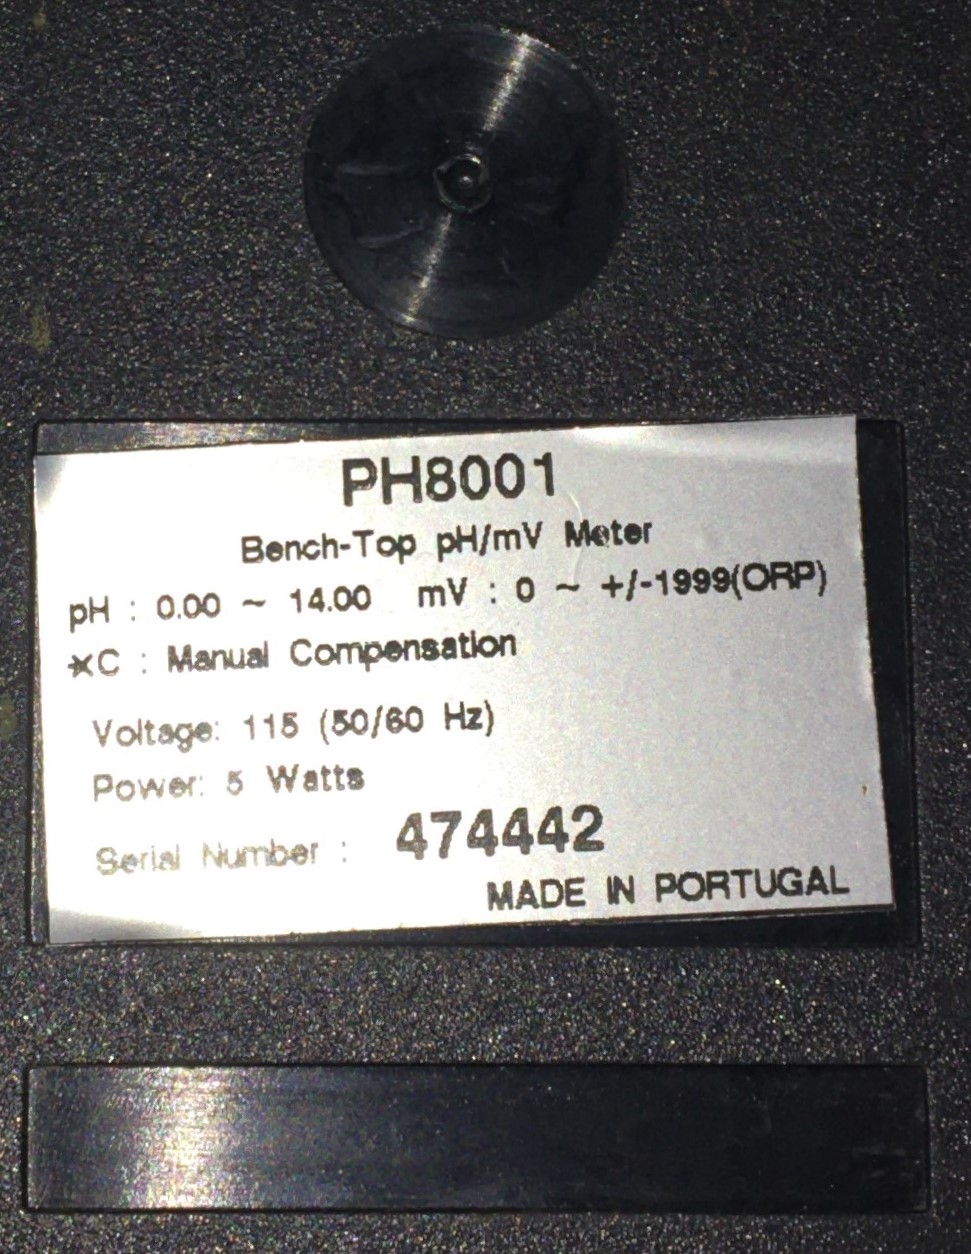 PH8001
Bench-Top pH/mV Meter
pH : 0.00 ~ 14.00 mV : 0 ~ +/-1999(ORP)
*C : Manual Compensation
Voltage: 115 (50/60 Hz)
Power: 5 Watts
Serial Number : 474442
MADE IN PORTUGAL